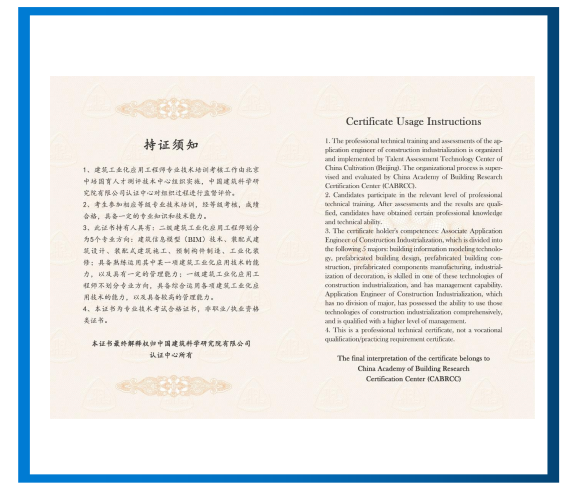 持证须知
1、建筑工业化应用工程师专业技术培训考核工作由北京
中培国育人才测评技术中心组织实施，中国建筑科学研
究院有限公司认证中心对组织过程进行监督评价。
2、考生参加相应等级专业技术培训，经等级考核，成绩
合格，具备一定的专业知识和技术能力。
3、此证书持有人具有：二级建筑工业化应用工程师划分
为5个专业方向：建筑信息模型（BIM）技术、装配式建
筑设计、装配式建筑施工、预制构件制造、工业化装
修；具备熟练运用其中某一项建筑工业化应用技术的能
力，以及具有一定的管理能力；一级建筑工业化应用工
程师不划分专业方向，具备综合运用各项建筑工业化应
用技术的能力，以及具备较高的管理能力。
4、本证书为专业技术考试合格证书，非职业/执业资格
类证书。
本证书最终解释权归中国建筑科学研究院有限公司
认证中心所有
Certificate Usage Instructions
1. The professional technical training and assessments of the ap-
plication engineer of construction industrialization is organized
and implemented by Talent Assessment Technology Center of
China Cultivation (Beijing). The organizational process is super-
vised and evaluated by China Academy of Building Research
Certification Center (CABRCC).
2. Candidates participate in the relevant level of professional
technical training. After assessments and the results are quali-
fied, candidates have obtained certain professional knowledge
and technical ability.
3. The certificate holder's competence: Associate Application
Engineer of Construction Industrialization, which is divided into
the following 5 majors: building information modeling technolo-
gy, prefabricated building design, prefabricated building con-
struction, prefabricated components manufacturing, industrial-
ization of decoration, is skilled in one of these technologies of
construction industrialization, and has management capability.
Application Engineer of Construction Industrialization, which
has no division of major, has possessed the ability to use those
technologies of construction industrialization comprehensively,
and is qualified with a higher level of management.
4. This is a professional technical certificate, not a vocational
qualification/practicing requirement certificate.
The final interpretation of the certificate belongs to
China Academy of Building Research
Certification Center (CABRCC)